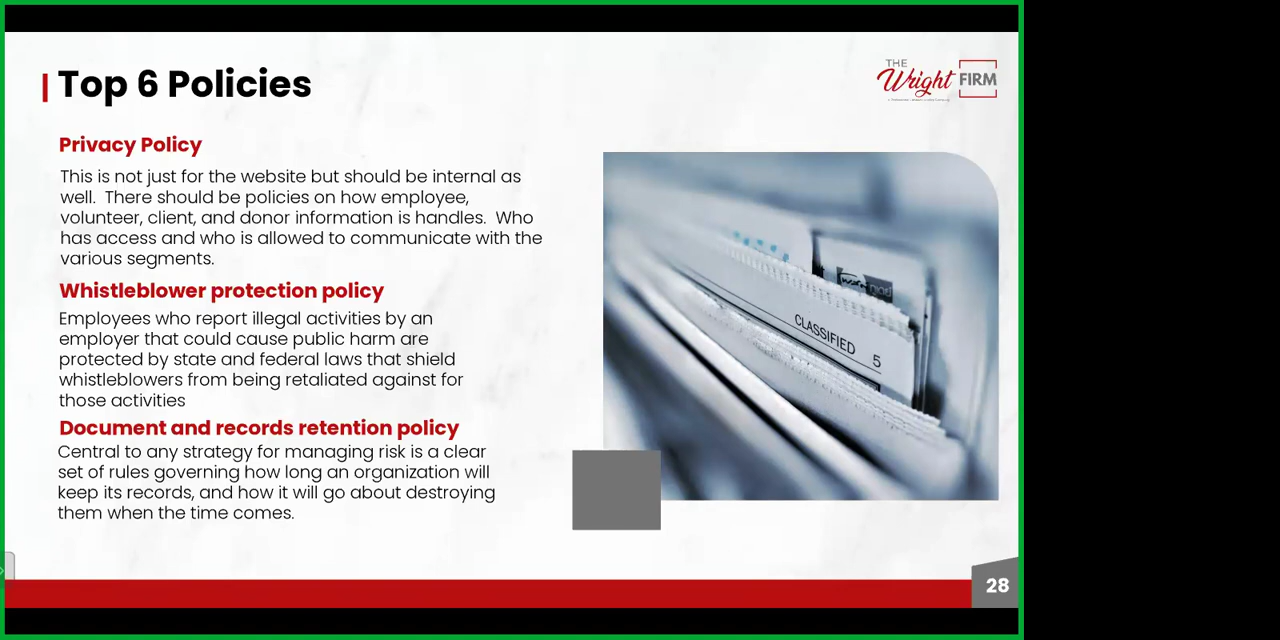 Top 6 Policies
THE
Wright FIRM
Privacy Policy
This is not just for the website but should be internal as
well.  There should be policies on how employee,
volunteer, client, and donor information is handles.  Who
has access and who is allowed to communicate with the
various segments.
Whistleblower protection policy
Employees who report illegal activities by an
employer that could cause public harm are
protected by state and federal laws that shield
whistleblowers from being retaliated against for
those activities
Document and records retention policy
Central to any strategy for managing risk is a clear
set of rules governing how long an organization will
keep its records, and how it will go about destroying
them when the time comes.
CLASSIFIED 5
28